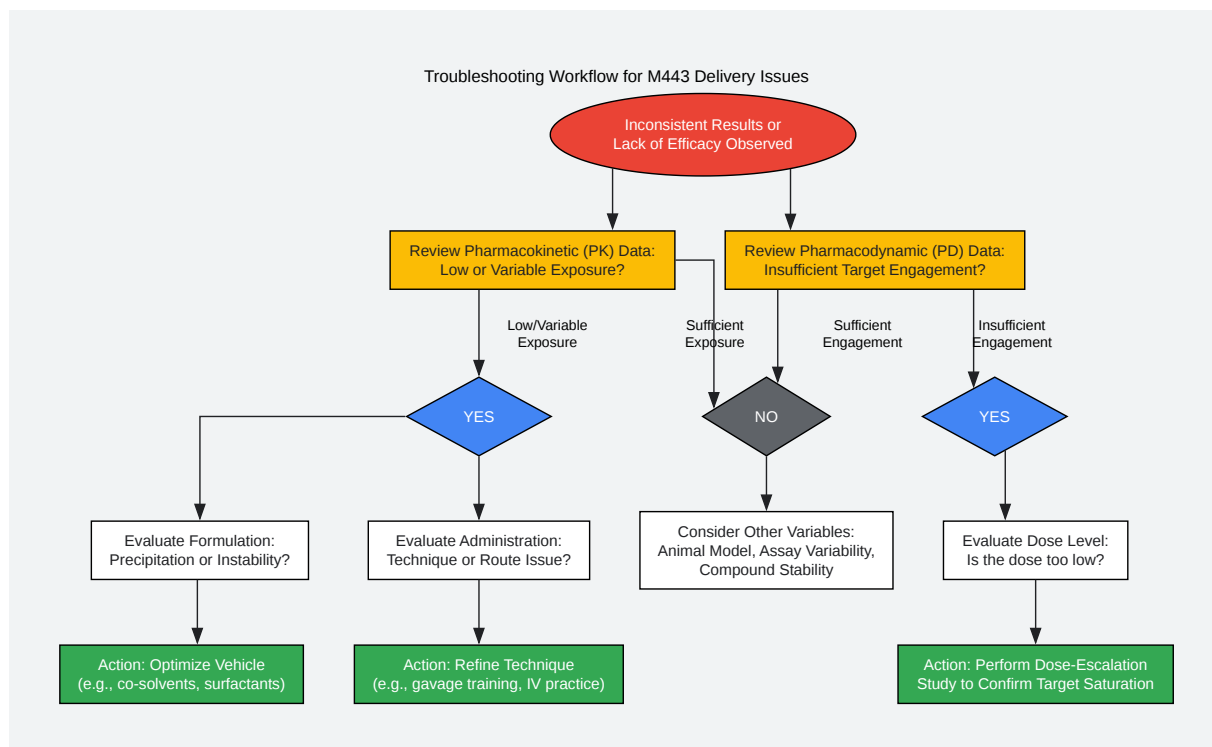 Troubleshooting Workflow for M443 Delivery Issues
Inconsistent Results or
Lack of Efficacy Observed
Review Pharmacokinetic (PK) Data:
Low or Variable Exposure?
Review Pharmacodynamic (PD) Data:
Insufficient Target Engagement?
Low/Variable
Exposure
Sufficient
Exposure
Sufficient
Engagement
Insufficient
Engagement
YES
NO
YES
Evaluate Formulation:
Precipitation or Instability?
Evaluate Administration:
Technique or Route Issue?
Consider Other Variables:
Animal Model, Assay Variability,
Compound Stability
Evaluate Dose Level:
Is the dose too low?
Action: Optimize Vehicle
(e.g., co-solvents, surfactants)
Action: Refine Technique
(e.g., gavage training, IV practice)
Action: Perform Dose-Escalation
Study to Confirm Target Saturation